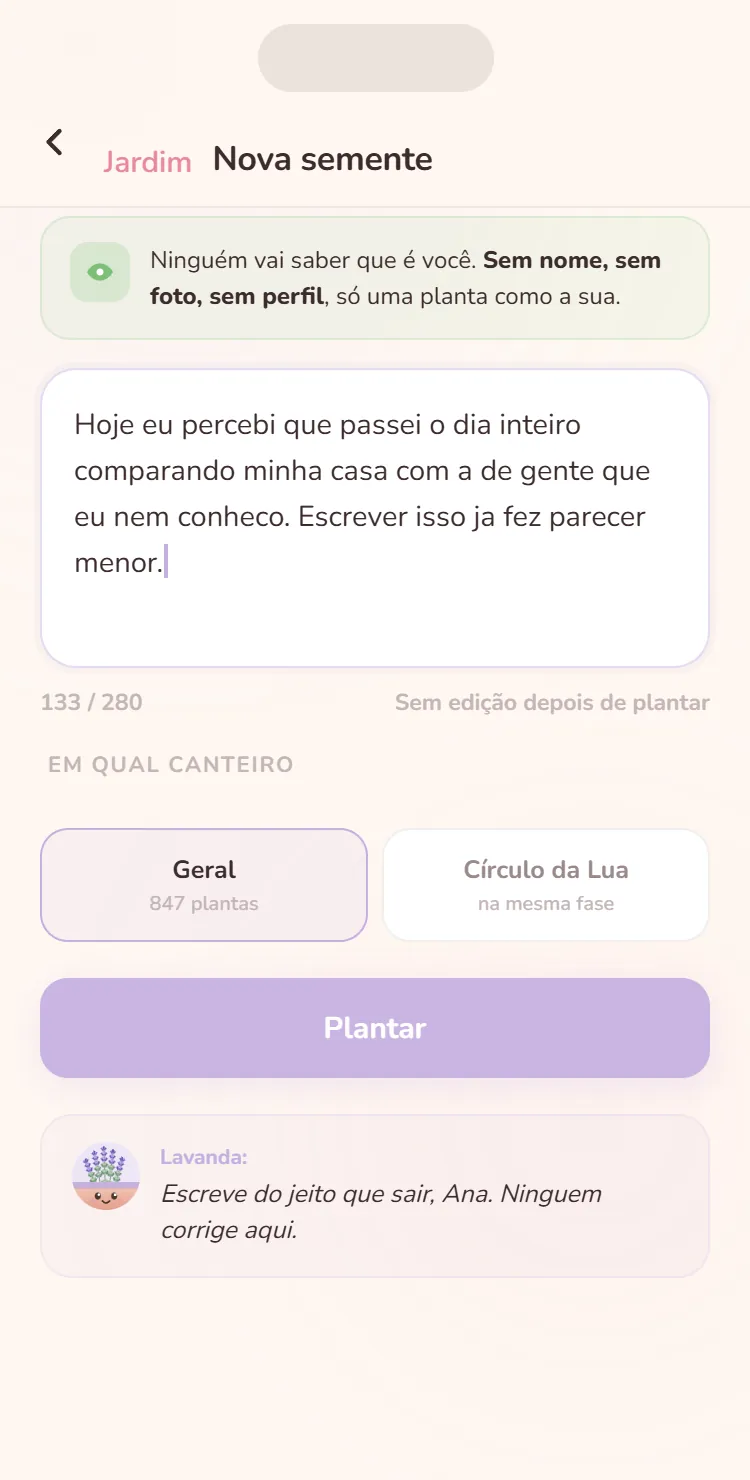 Jardim Nova semente
Ninguém vai saber que é você. Sem nome, sem
foto, sem perfil, só uma planta como a sua.
Hoje eu percebi que passei o dia inteiro
comparando minha casa com a de gente que
eu nem conheco. Escrever isso ja fez parecer
menor.
133 / 280 Sem edição depois de plantar
EM QUAL CANTEIRO
Geral
847 plantas
Círculo da Lua
na mesma fase
Plantar
Lavanda:
Escreve do jeito que sair, Ana. Ninguem
corrige aqui.